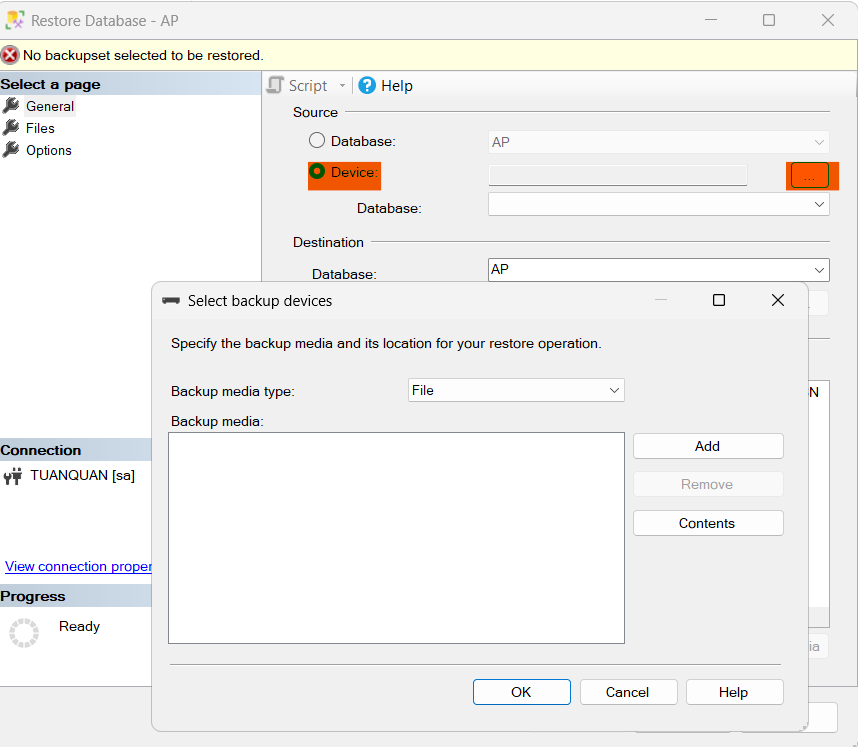 Restore Database - AP
No backupset selected to be restored.
Select a page
General
Files
Options
Script
Help
Source
Database:
AP
Device:
...
Database:
Destination
Database:
AP
Select backup devices
Specify the backup media and its location for your restore operation.
Backup media type:
File
Backup media:
Add
Remove
Contents
OK
Cancel
Help
Connection
TUANQUAN [sa]
View connection proper
Progress
Ready
N
ia